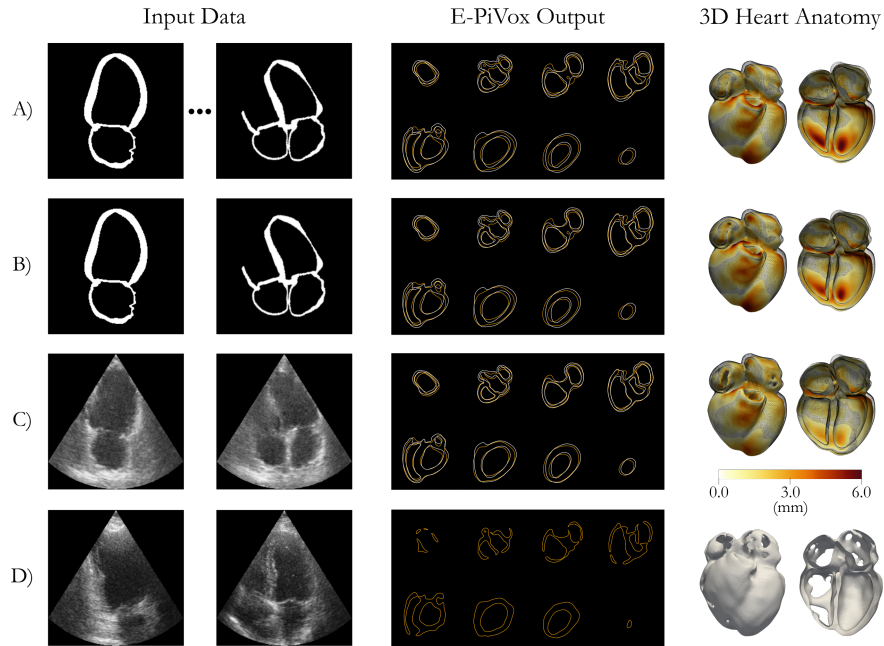 Input Data
E-PiVox Output
3D Heart Anatomy
A)
B)
C)
0.0 3.0 6.0
(mm)
D)